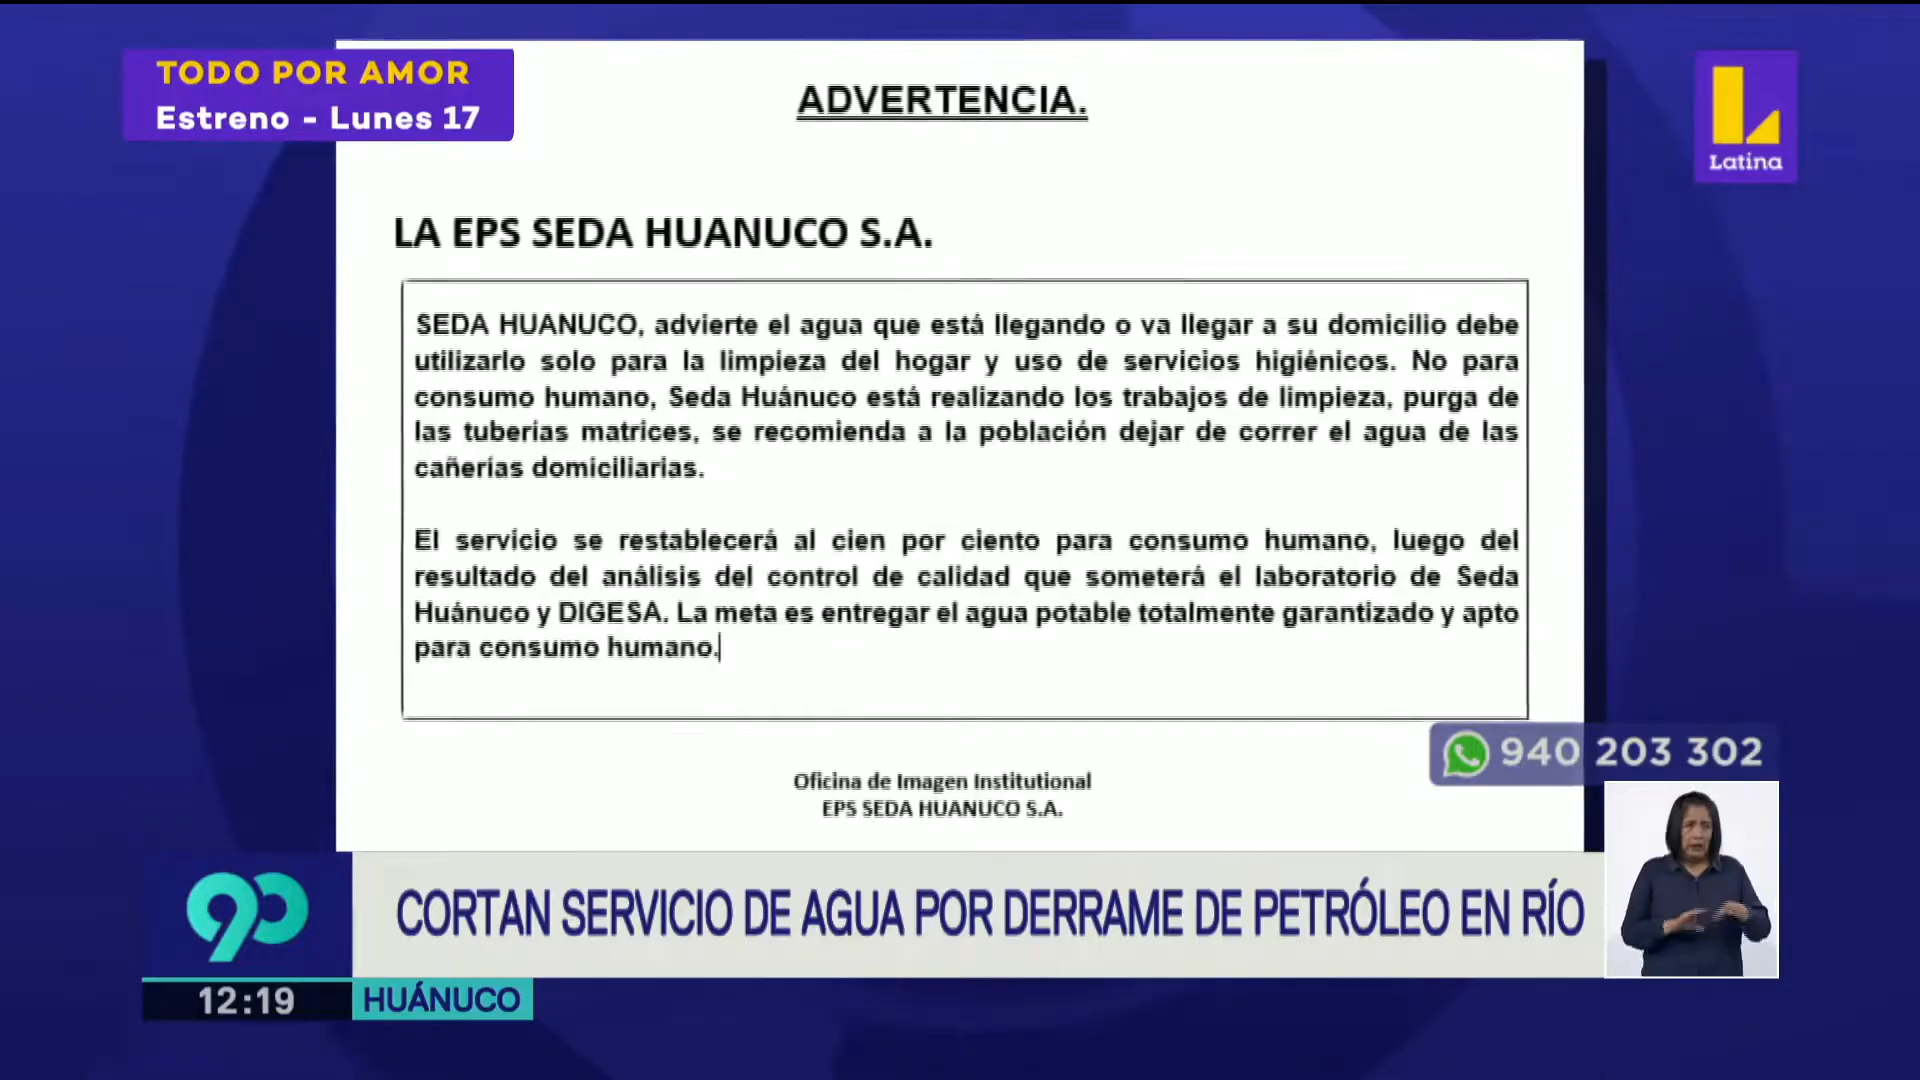 TODO POR AMOR
Estreno - Lunes 17
Latina
ADVERTENCIA.
LA EPS SEDA HUANUCO S.A.
SEDA HUANUCO, advierte el agua que está llegando o va llegar a su domicilio debe
utilizarlo solo para la limpieza del hogar y uso de servicios higiénicos. No para
consumo humano, Seda Huánuco está realizando los trabajos de limpieza, purga de
las tuberías matrices, se recomienda a la población dejar de correr el agua de las
cañerías domiciliarias.
El servicio se restablecerá al cien por ciento para consumo humano, luego del
resultado del análisis del control de calidad que someterá el laboratorio de Seda
Huánuco y DIGESA. La meta es entregar el agua potable totalmente garantizado y apto
para consumo humano.
Oficina de Imagen Institutional
EPS SEDA HUANUCO S.A.
940 203 302
90
CORTAN SERVICIO DE AGUA POR DERRAME DE PETRÓLEO EN RÍO
12:19
HUÁNUCO